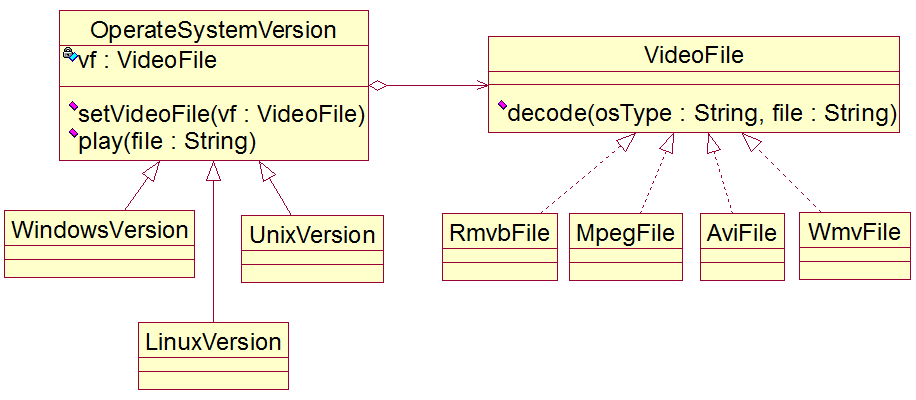 OperateSystemVersion
vf : VideoFile
setVideoFile(vf : VideoFile)
play(file : String)
VideoFile
decode(osType : String, file : String)
WindowsVersion
UnixVersion
LinuxVersion
RmvbFile
MpegFile
AviFile
WmvFile